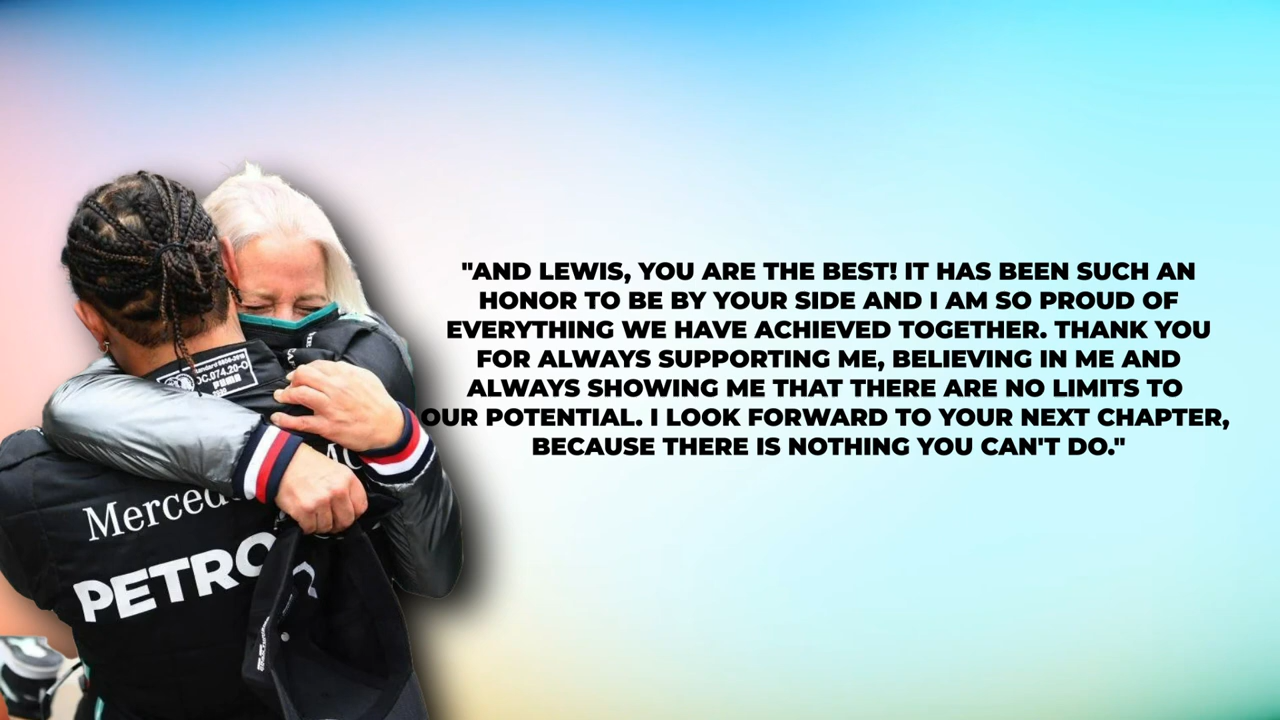 "AND LEWIS, YOU ARE THE BEST! IT HAS BEEN SUCH AN
HONOR TO BE BY YOUR SIDE AND I AM SO PROUD OF
EVERYTHING WE HAVE ACHIEVED TOGETHER. THANK YOU
FOR ALWAYS SUPPORTING ME, BELIEVING IN ME AND
ALWAYS SHOWING ME THAT THERE ARE NO LIMITS TO
OUR POTENTIAL. I LOOK FORWARD TO YOUR NEXT CHAPTER,
BECAUSE THERE IS NOTHING YOU CAN'T DO."
Merced
PETRO